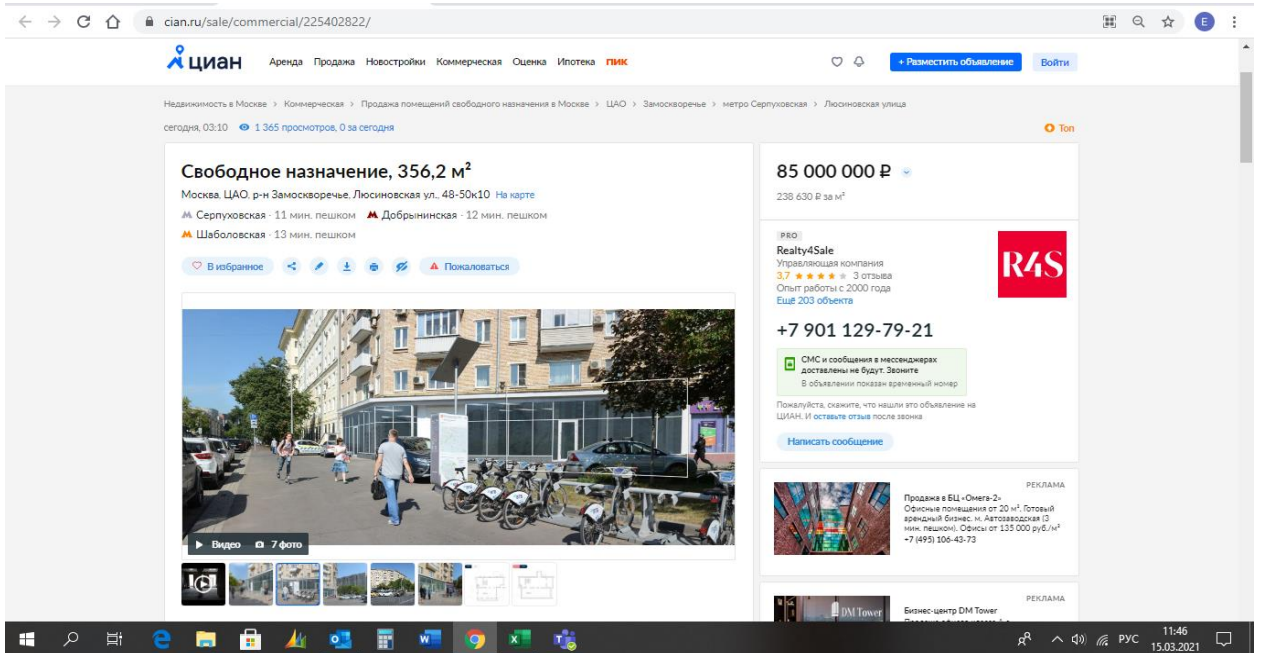 cian.ru/sale/commercial/225402822/
E
циан
Аренда Продажа Новостройки Коммерческая Оценка Ипотека ПИК
+ Разместить объявление
Войти
Недвижимость в Москве > Коммерческая > Продажа помещений свободного назначения в Москве > ЦАО > Замоскворечье > метро Серпуховская > Люсиновская улица
сегодня, 03:10 1 365 просмотров, 0 за сегодня
Топ
Свободное назначение, 356,2 м²
Москва, ЦАО, р-н Замоскворечье, Люсиновская ул., 48-50к10 На карте
Серпуховская · 11 мин. пешком Добрынинская · 12 мин. пешком
Шаболовская · 13 мин. пешком
В избранное
Пожаловаться
Видео 7 фото
85 000 000 ₽
238 630 ₽ за м²
PRO
Realty4Sale
Управляющая компания
3,7 3 отзыва
Опыт работы с 2000 года
Ещё 203 объекта
R4S
+7 901 129-79-21
СМС и сообщения в мессенджерах
доставлены не будут. Звоните
В объявлении показан временный номер
Пожалуйста, скажите, что нашли это объявление на
ЦИАН. И оставьте отзыв после звонка
Написать сообщение
РЕКЛАМА
Продажа в БЦ «Омега-2»
Офисные помещения от 20 м². Готовый
арендный бизнес. м. Автозаводская (3
мин. пешком). Офисы от 135 000 руб./м²
+7 (495) 106-43-73
РЕКЛАМА
DM Tower
Бизнес-центр DM Tower
РУС
11:46
15.03.2021